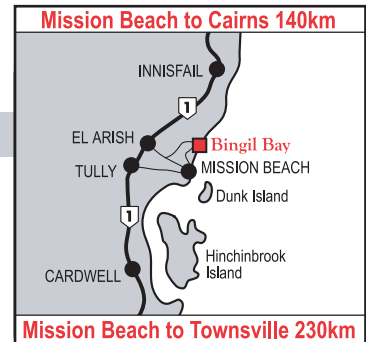 Mission Beach to Cairns 140km
INNISFAIL
1
EL ARISH
Bingil Bay
TULLY
MISSION BEACH
Dunk Island
1
Hinchinbrook
Island
CARDWELL
Mission Beach to Townsville 230km